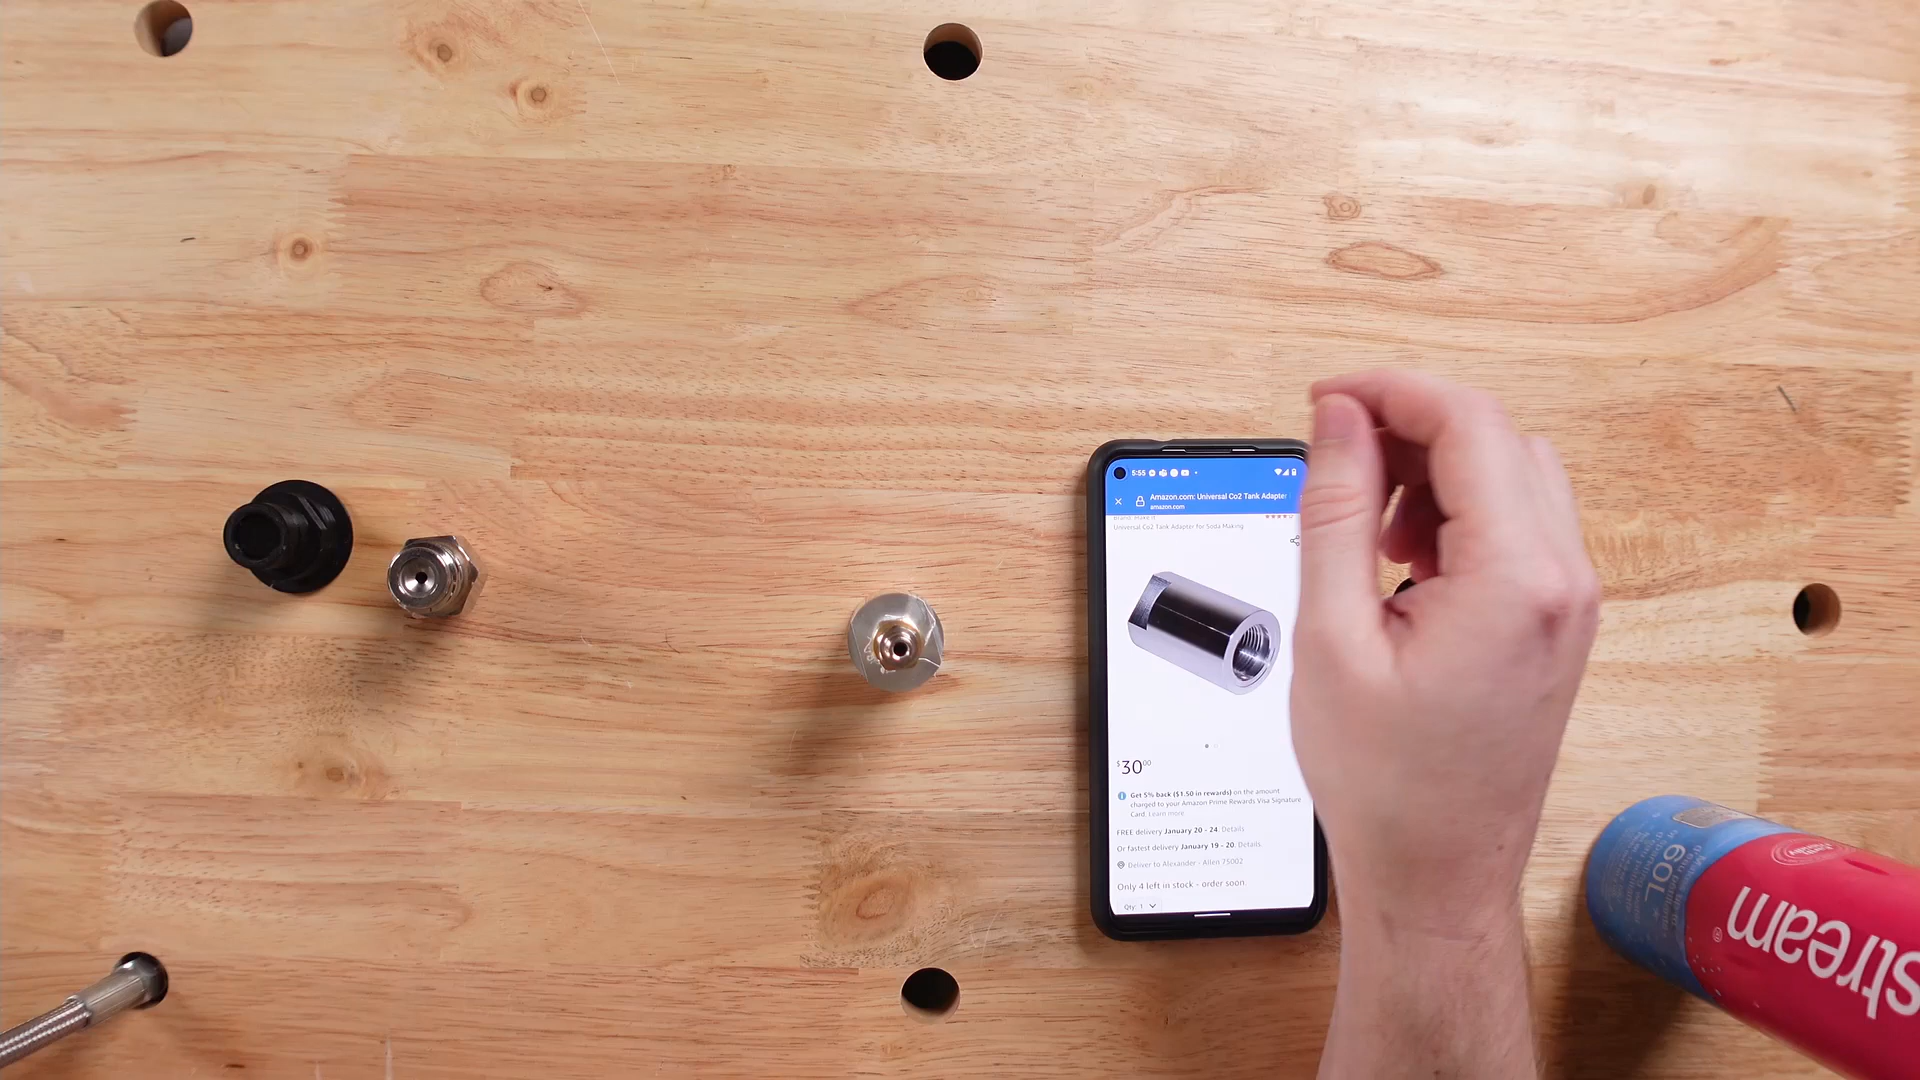 5:55
Amazon.com: Universal Co2 Tank Adapter
amazon.com
Universal Co2 Tank Adapter for Soda Making
$3000
Get 5% back ($1.50 in rewards) on the amount
charged to your Amazon Prime Rewards Visa Signature
Card. Learn more
FREE delivery January 20 - 24. Details
Or fastest delivery January 19 - 20. Details
Deliver to Alexander - Allen 75002
Only 4 left in stock - order soon
Qty: 1
60L
stream